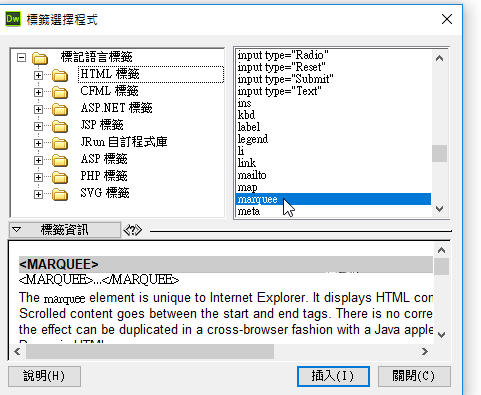 Dw 標籤選擇程式
標記語言標籤
HTML 標籤
CFML 標籤
ASP.NET 標籤
JSP 標籤
JRun 自訂程式庫
ASP 標籤
PHP 標籤
SVG 標籤
input type="Radio"
input type="Reset"
input type="Submit"
input type="Text"
ins
kbd
label
legend
li
link
mailto
map
marquee
meta
標籤資訊
<MARQUEE>
<MARQUEE>...</MARQUEE>
The marquee element is unique to Internet Explorer. It displays HTML con
Scrolled content goes between the start and end tags. There is no corre
the effect can be duplicated in a cross-browser fashion with a Java apple
說明(H)
插入(I)
關閉(C)